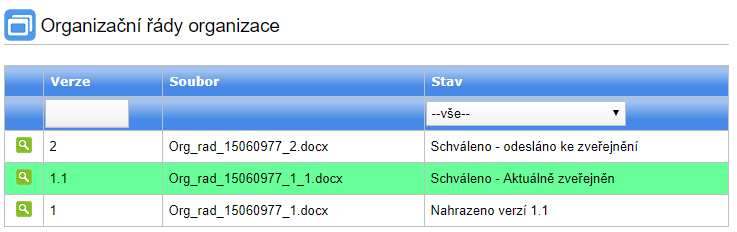 Organizační řády organizace
Verze Soubor Stav
--vše--
2 Org_rad_15060977_2.docx Schváleno - odesláno ke zveřejnění
1.1 Org_rad_15060977_1_1.docx Schváleno - Aktuálně zveřejněn
1 Org_rad_15060977_1.docx Nahrazeno verzí 1.1